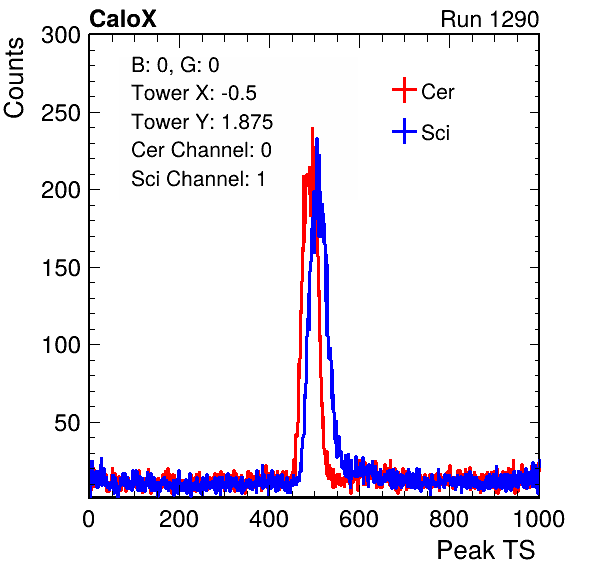 CaloX Run 1290
Counts
300
250
200
150
100
50
B: 0, G: 0
Tower X: -0.5
Tower Y: 1.875
Cer Channel: 0
Sci Channel: 1
Cer
Sci
0 200 400 600 800 1000
Peak TS